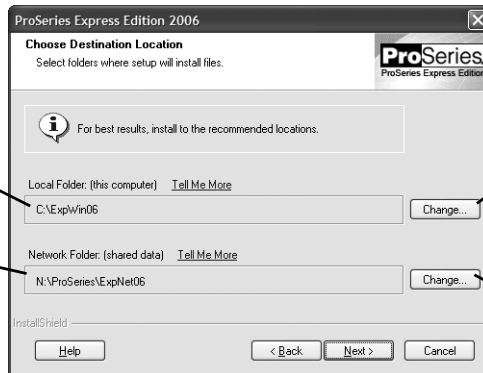 ProSeries Express Edition 2006
Choose Destination Location
Select folders where setup will install files.
ProSeries
ProSeries Express Edition
For best results, install to the recommended locations.
Local Folder: (this computer) Tell Me More
C:\ExpWin06
Change...
Network Folder: (shared data) Tell Me More
N:\ProSeries\ExpNet06
Change...
InstallShield
Help
< Back
Next >
Cancel